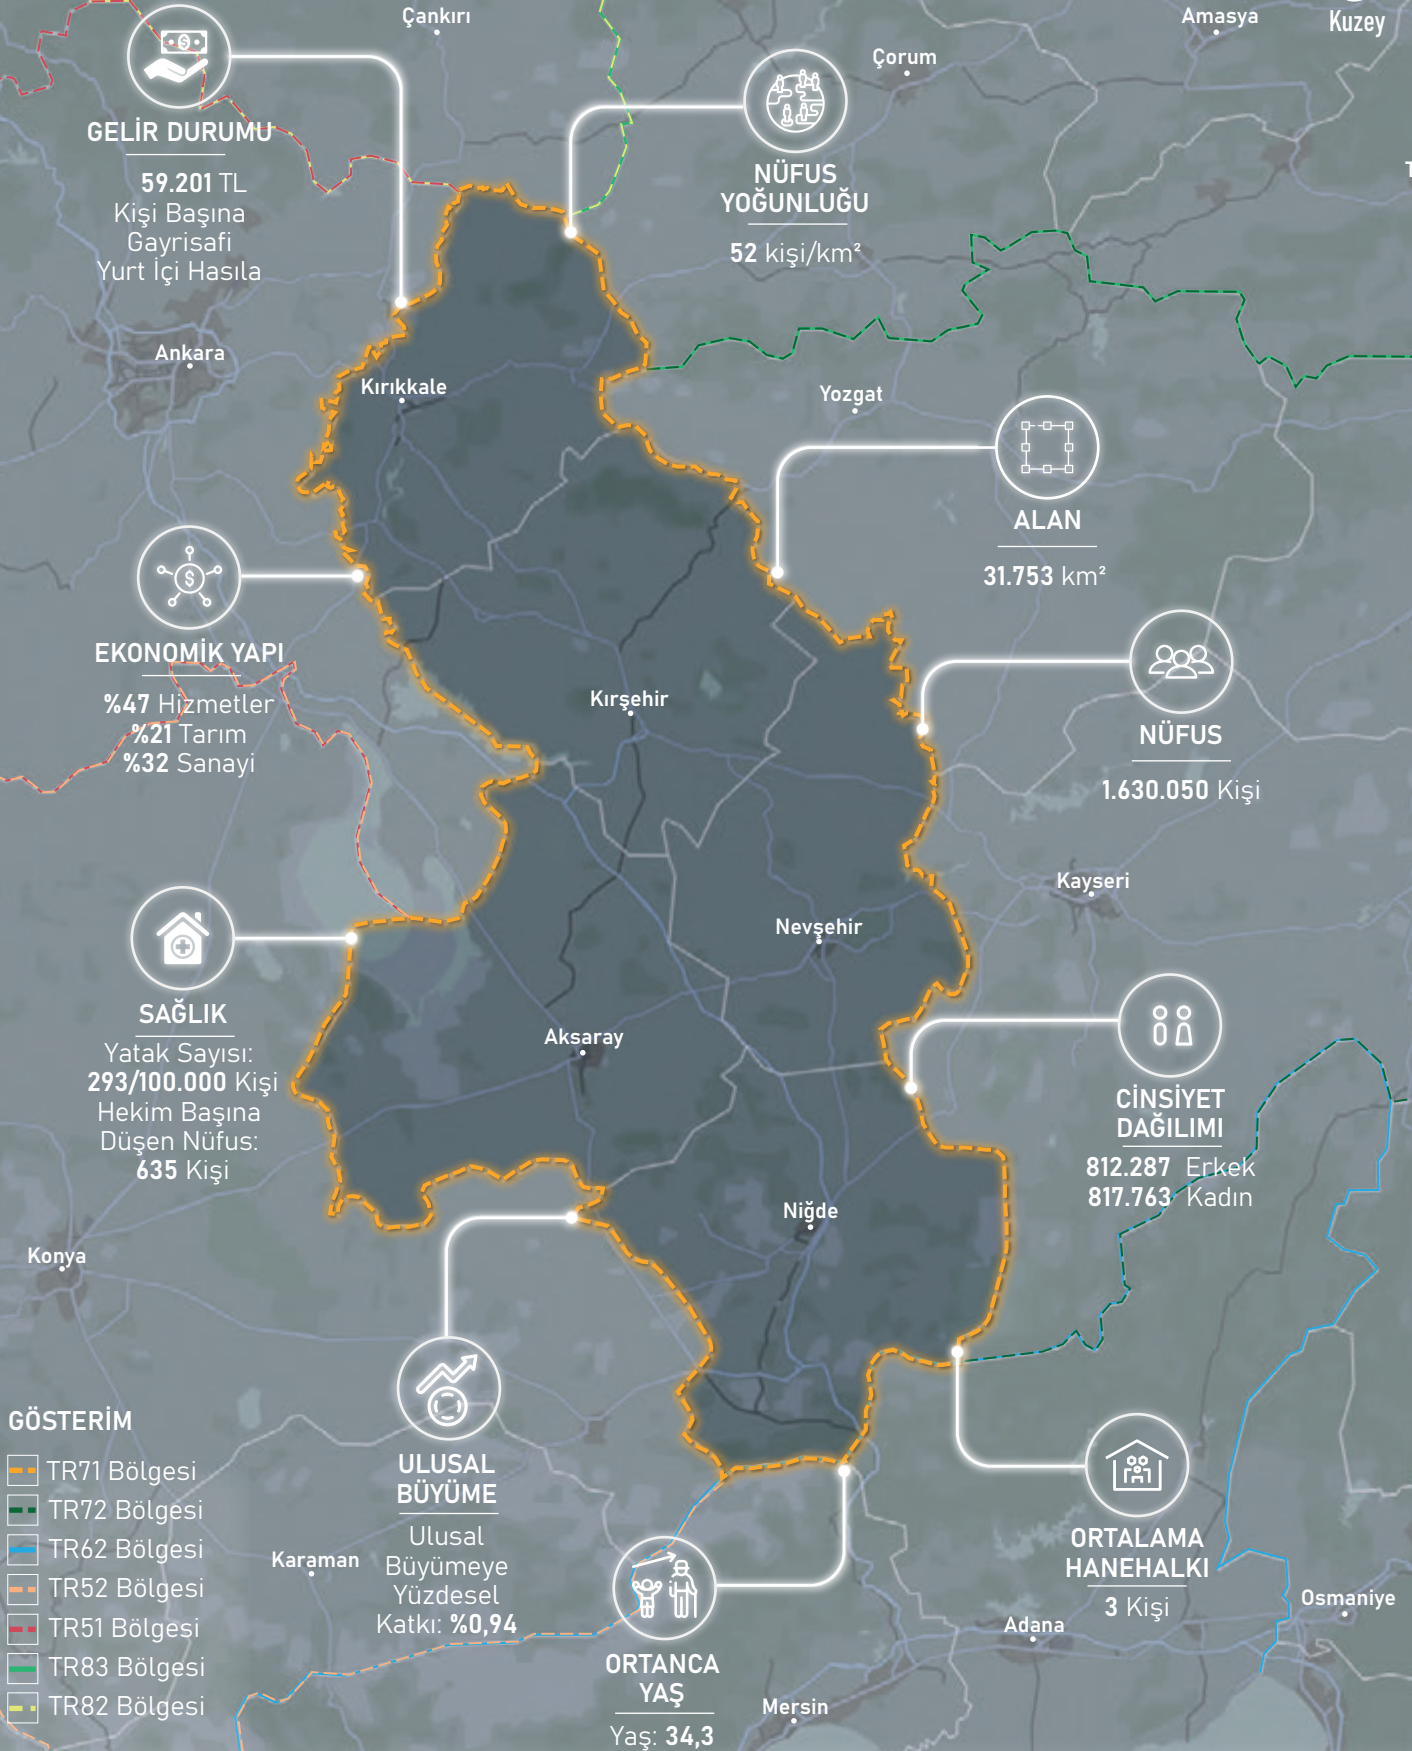 Çankırı
Amasya
Kuzey
Çorum
GELİR DURUMU
59.201 TL
Kişi Başına
Gayrisafi
Yurt İçi Hasıla
NÜFUS
YOĞUNLUĞU
52 kişi/km²
Ankara
Kırıkkale
Yozgat
ALAN
31.753 km²
EKONOMİK YAPI
%47 Hizmetler
%21 Tarım
%32 Sanayi
Kırşehir
NÜFUS
1.630.050 Kişi
Kayseri
Nevşehir
SAĞLIK
Yatak Sayısı:
293/100.000 Kişi
Hekim Başına
Düşen Nüfus:
635 Kişi
Aksaray
CİNSİYET
DAĞILIMI
812.287 Erkek
817.763 Kadın
Niğde
Konya
GÖSTERİM
TR71 Bölgesi
TR72 Bölgesi
TR62 Bölgesi
TR52 Bölgesi
TR51 Bölgesi
TR83 Bölgesi
TR82 Bölgesi
ULUSAL
BÜYÜME
Ulusal
Büyümeye
Yüzdesel
Katkı: %0,94
Karaman
ORTANCA
YAŞ
Yaş: 34,3
ORTALAMA
HANEHALKI
3 Kişi
Adana
Osmaniye
Mersin